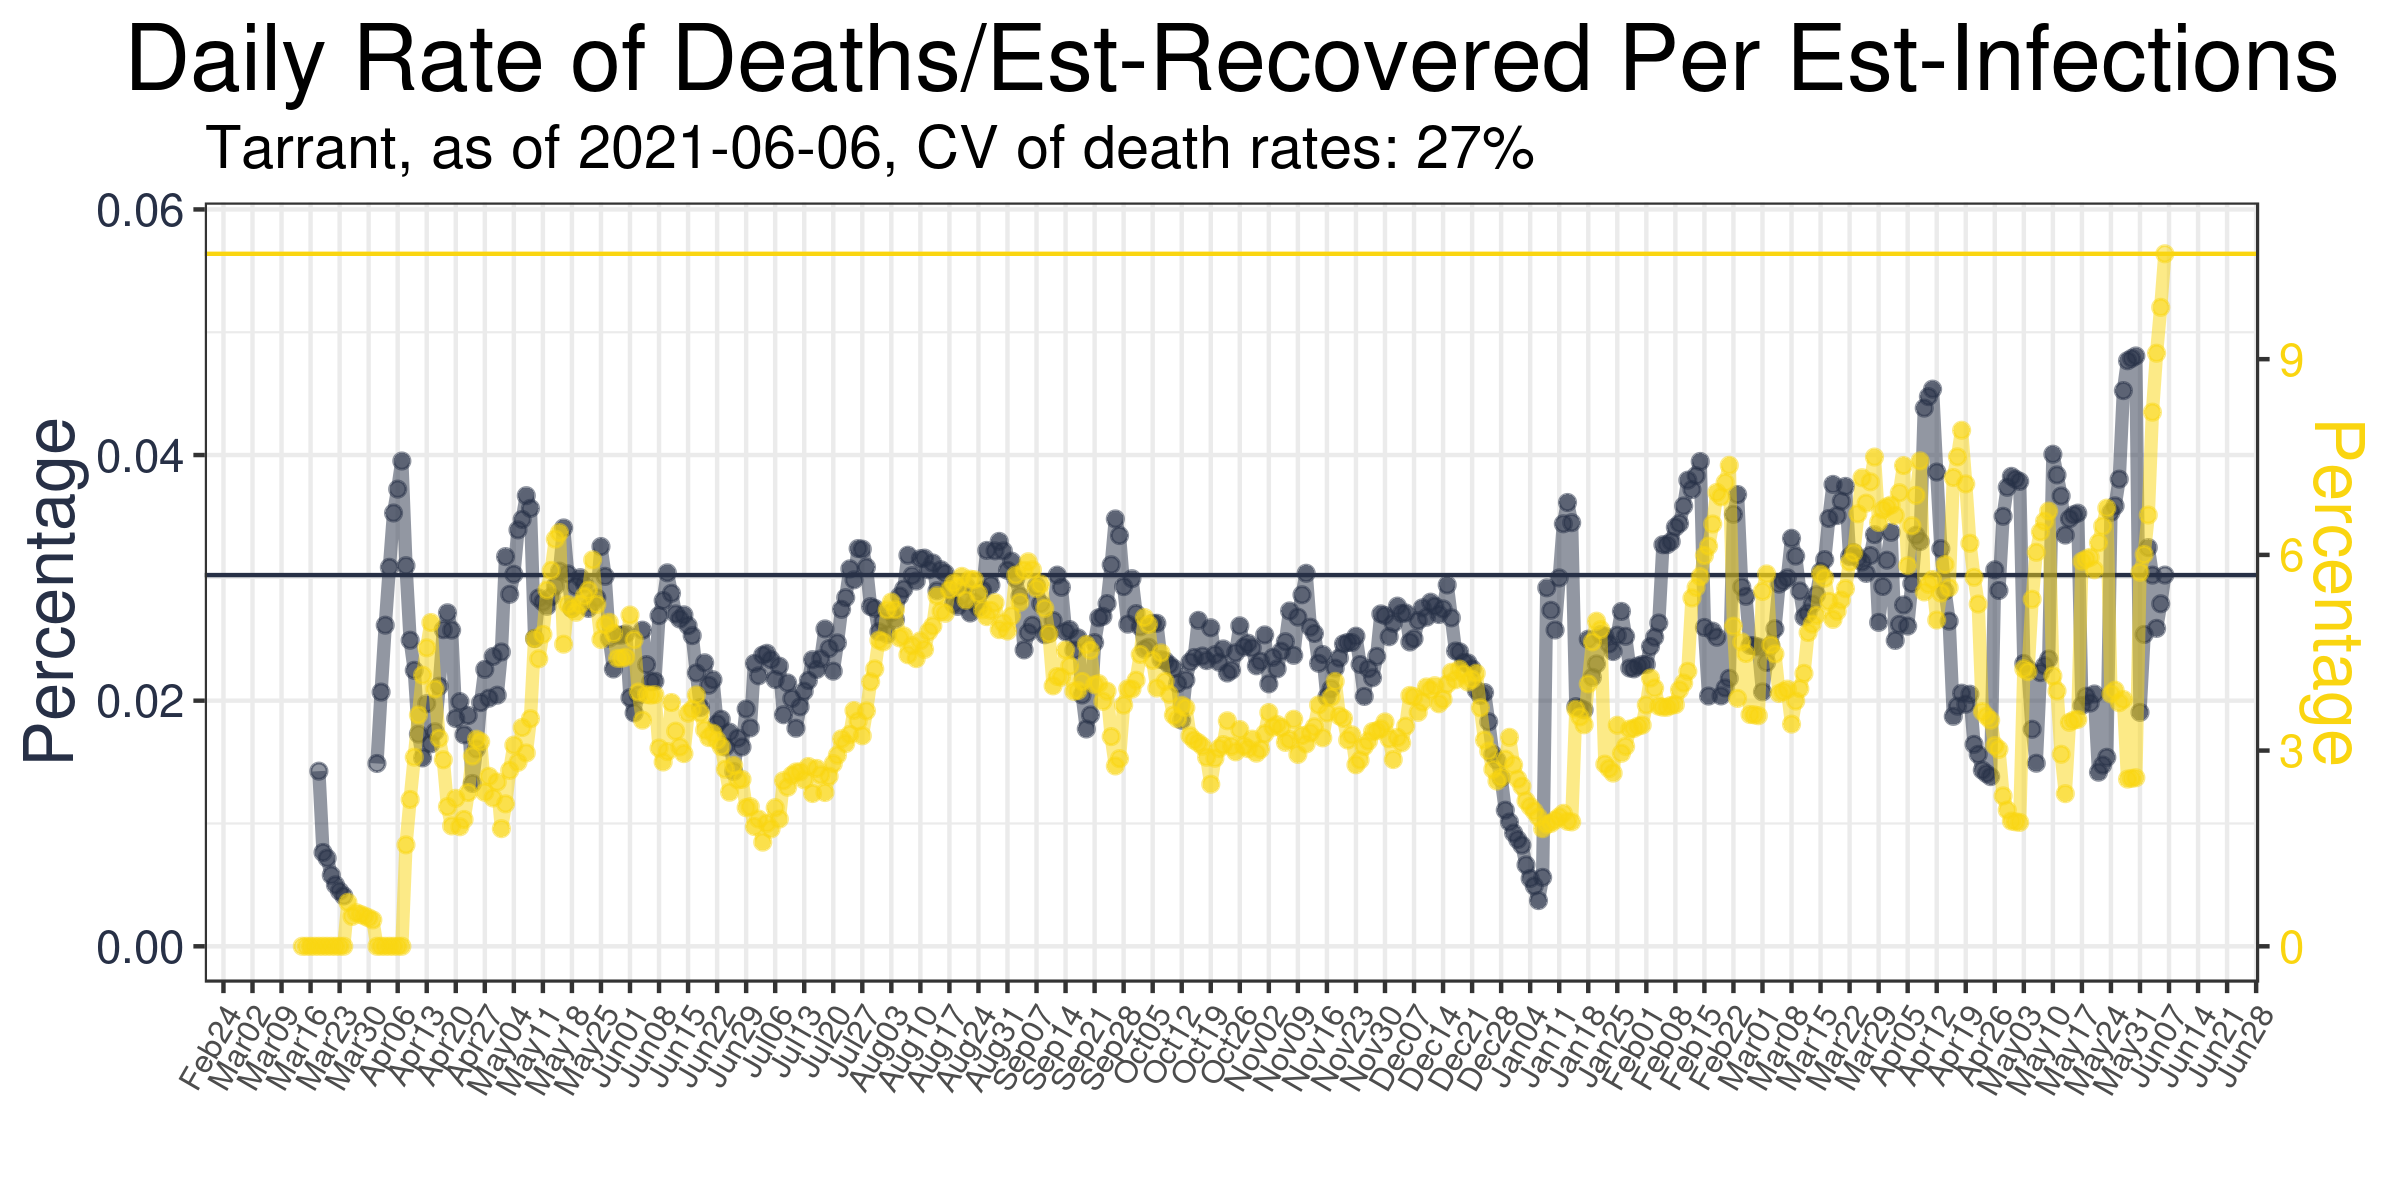 Daily Rate of Deaths/Est-Recovered Per Est-Infections
Tarrant, as of 2021-06-06, CV of death rates: 27%
Percentage
0.06
0.04
0.02
0.00
9
6
3
0
Percentage
Feb24
Mar02
Mar09
Mar16
Mar23
Mar30
Apr06
Apr13
Apr20
Apr27
May04
May11
May18
May25
Jun01
Jun08
Jun15
Jun22
Jun29
Jul06
Jul13
Jul20
Jul27
Aug03
Aug10
Aug17
Aug24
Aug31
Sep07
Sep14
Sep21
Sep28
Oct05
Oct12
Oct19
Oct26
Nov02
Nov09
Nov16
Nov23
Nov30
Dec07
Dec14
Dec21
Dec28
Jan04
Jan11
Jan18
Jan25
Feb01
Feb08
Feb15
Feb22
Mar01
Mar08
Mar15
Mar22
Mar29
Apr05
Apr12
Apr19
Apr26
May03
May10
May17
May24
May31
Jun07
Jun14
Jun21
Jun28